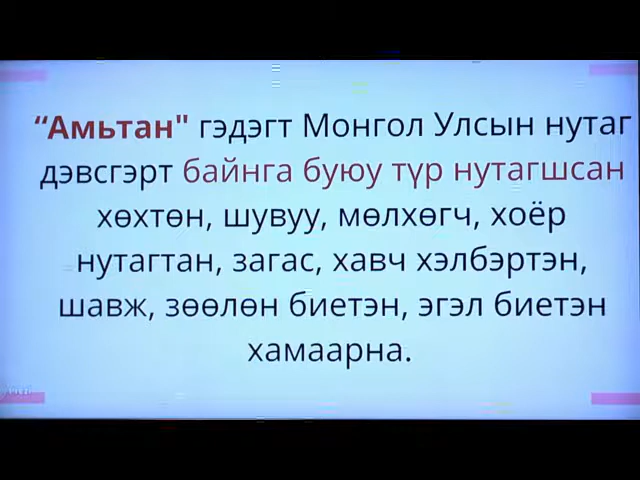 “Амьтан" гэдэгт Монгол Улсын нутаг
дэвсгэрт байнга буюу түр нутагшсан
хөхтөн, шувуу, мөлхөгч, хоёр
нутагтан, загас, хавч хэлбэртэн,
шавж, зөөлөн биетэн, эгэл биетэн
хамаарна.